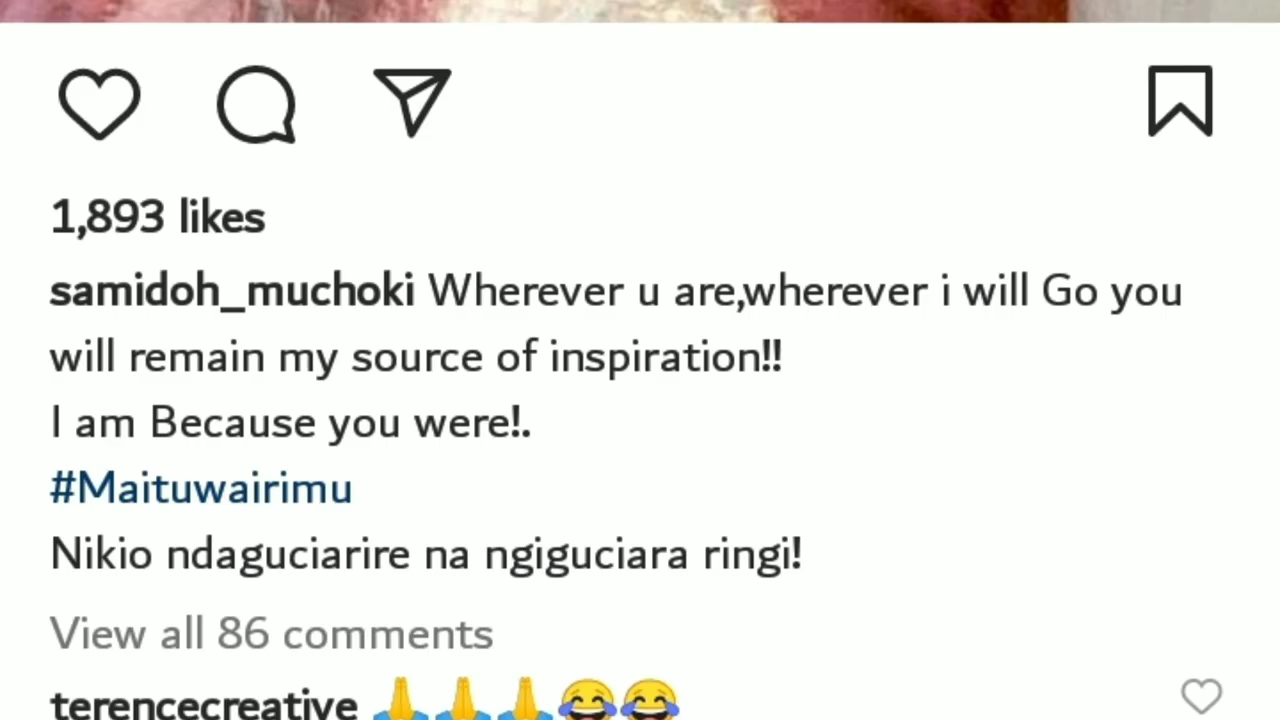 1,893 likes
samidoh_muchoki Wherever u are,wherever i will Go you
will remain my source of inspiration!!
I am Because you were!.
#Maituwairimu
Nikio ndaguciarire na ngiguciara ringi!
View all 86 comments
terencecreative 🙏🙏🙏😂😂